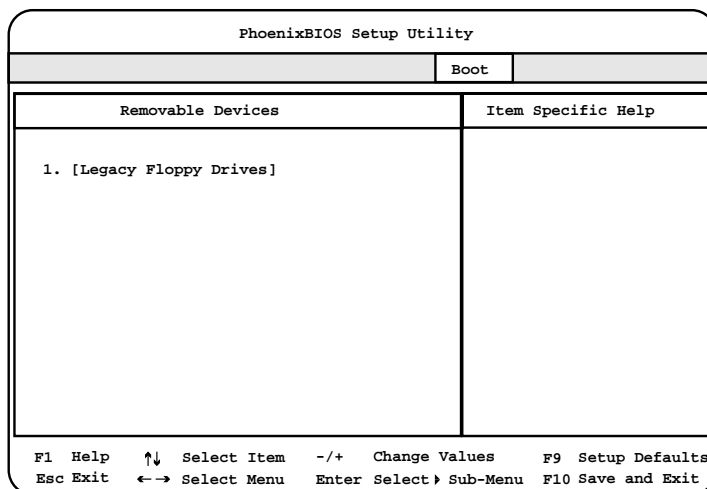 PhoenixBIOS Setup Utility
Boot
Removable Devices
Item Specific Help
1. [Legacy Floppy Drives]
F1 Help ↑↓ Select Item -/+ Change Values F9 Setup Defaults
Esc Exit ←→ Select Menu Enter Select ▸ Sub-Menu F10 Save and Exit